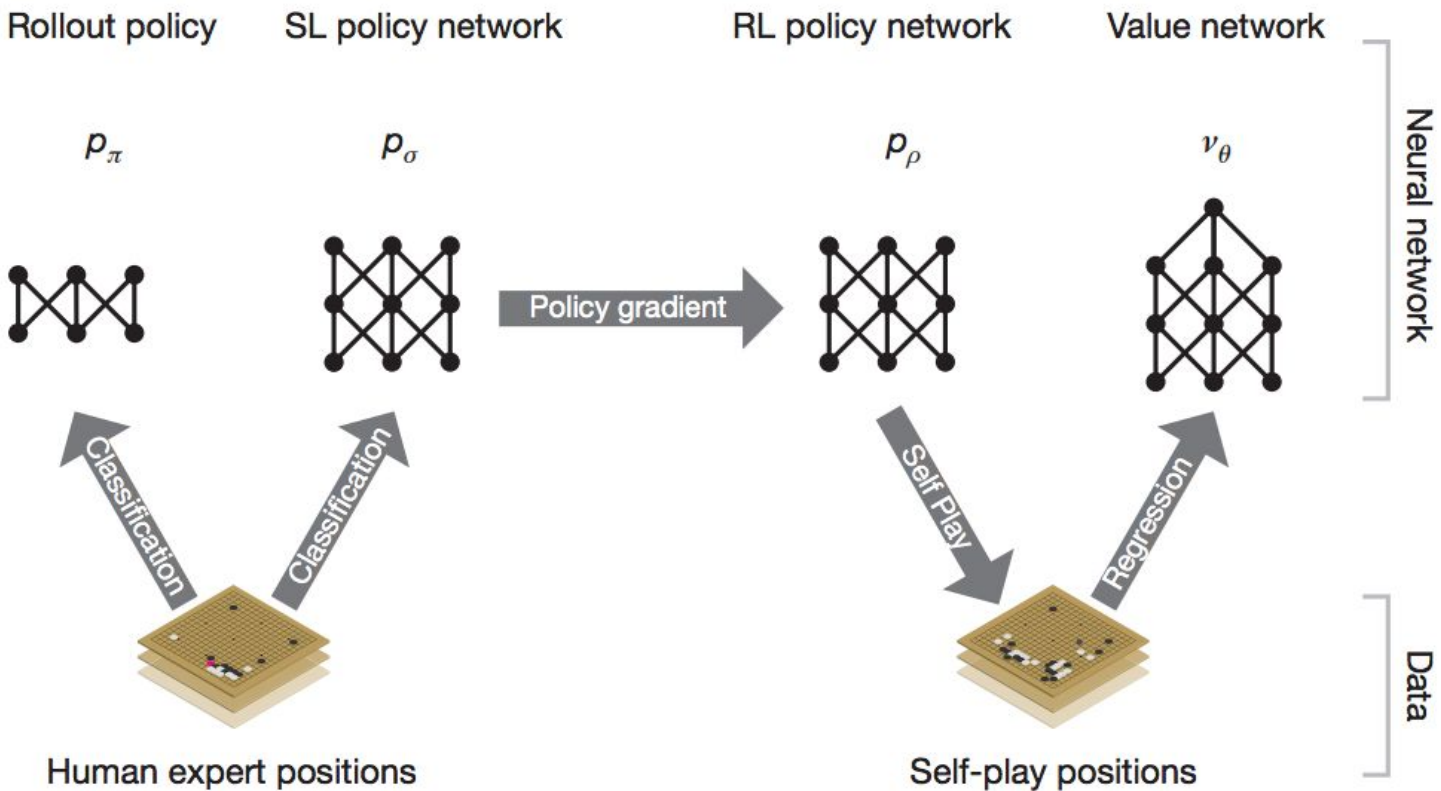 Rollout policy
SL policy network
RL policy network
Value network
p_π
p_σ
p_ρ
ν_θ
Neural network
Policy gradient
Classification
Classification
Self Play
Regression
Data
Human expert positions
Self-play positions